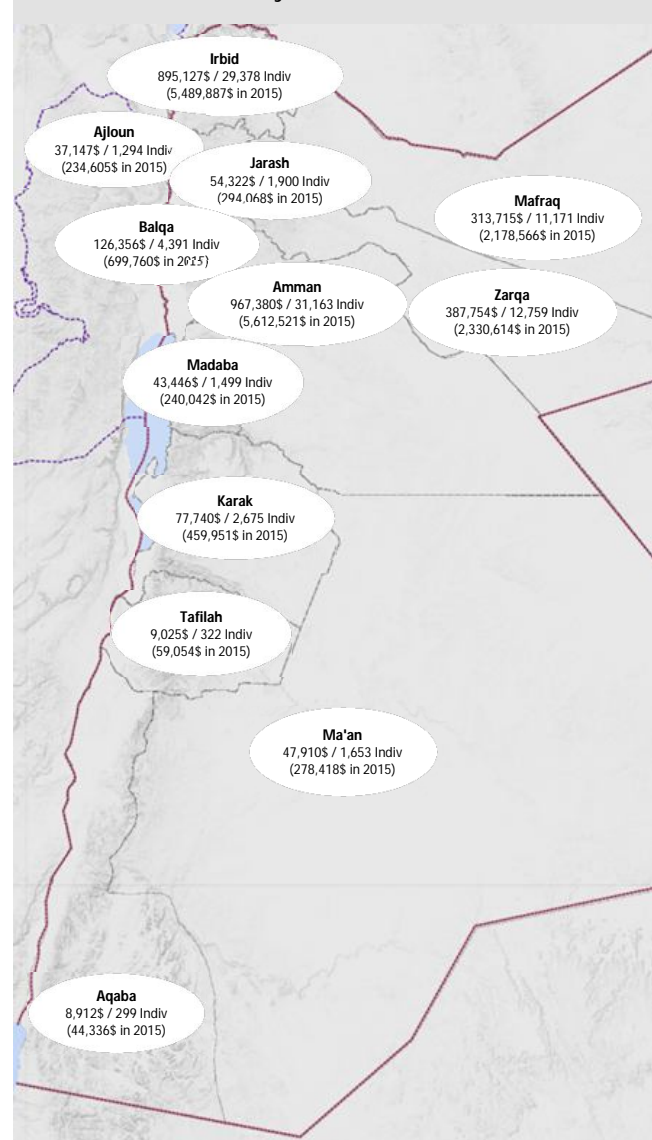 Irbid
895,127$ / 29,378 Indiv
(5,489,887$ in 2015)
Ajloun
37,147$ / 1,294 Indiv
(234,605$ in 2015)
Jarash
54,322$ / 1,900 Indiv
(294,068$ in 2015)
Mafraq
313,715$ / 11,171 Indiv
(2,178,566$ in 2015)
Balqa
126,356$ / 4,391 Indiv
(699,760$ in 2015)
Amman
967,380$ / 31,163 Indiv
(5,612,521$ in 2015)
Zarqa
387,754$ / 12,759 Indiv
(2,330,614$ in 2015)
Madaba
43,446$ / 1,499 Indiv
(240,042$ in 2015)
Karak
77,740$ / 2,675 Indiv
(459,951$ in 2015)
Tafilah
9,025$ / 322 Indiv
(59,054$ in 2015)
Ma'an
47,910$ / 1,653 Indiv
(278,418$ in 2015)
Aqaba
8,912$ / 299 Indiv
(44,336$ in 2015)